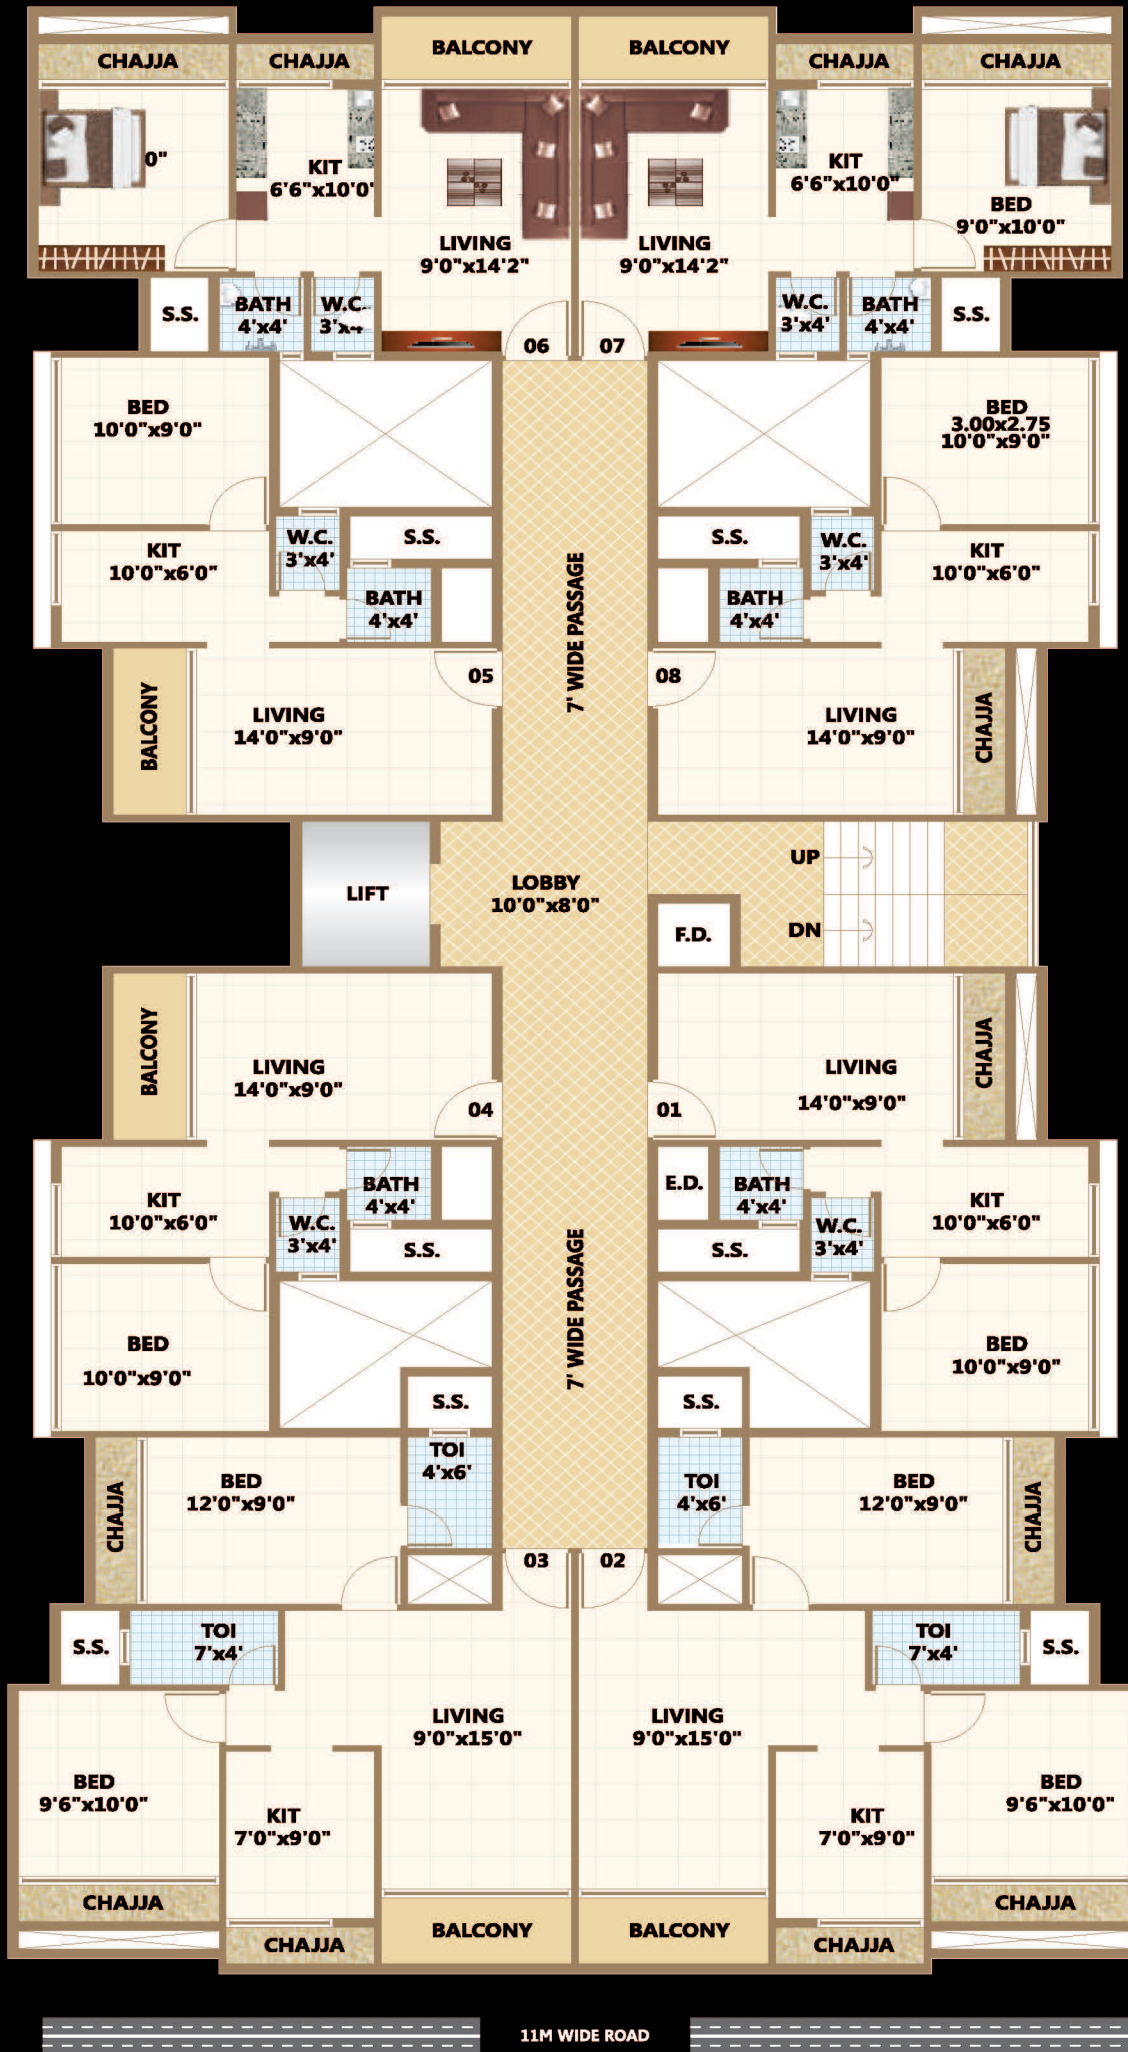 BALCONY
BALCONY
CHAJJA
CHAJJA
CHAJJA
CHAJJA
0"
KIT
6'6"x10'0"
KIT
6'6"x10'0"
BED
9'0"x10'0"
LIVING
9'0"x14'2"
LIVING
9'0"x14'2"
S.S.
BATH
4'x4'
W.C.
06
07
W.C.
3'x4'
BATH
4'x4'
S.S.
BED
10'0"x9'0"
BED
3.00x2.75
10'0"x9'0"
KIT
10'0"x6'0"
W.C.
3'x4'
S.S.
S.S.
W.C.
3'x4'
KIT
10'0"x6'0"
BATH
4'x4'
7' WIDE PASSAGE
BATH
4'x4'
05
08
BALCONY
LIVING
14'0"x9'0"
LIVING
14'0"x9'0"
CHAJJA
LIFT
LOBBY
10'0"x8'0"
UP
F.D.
DN
BALCONY
LIVING
14'0"x9'0"
LIVING
14'0"x9'0"
CHAJJA
04
01
KIT
10'0"x6'0"
BATH
4'x4'
E.D.
BATH
4'x4'
KIT
10'0"x6'0"
W.C.
3'x4'
S.S.
S.S.
W.C.
3'x4'
7' WIDE PASSAGE
BED
10'0"x9'0"
BED
10'0"x9'0"
S.S.
S.S.
CHAJJA
BED
12'0"x9'0"
TOI
4'x6'
TOI
4'x6'
BED
12'0"x9'0"
CHAJJA
03
02
S.S.
TOI
7'x4'
TOI
7'x4'
S.S.
LIVING
9'0"x15'0"
LIVING
9'0"x15'0"
BED
9'6"x10'0"
KIT
7'0"x9'0"
KIT
7'0"x9'0"
BED
9'6"x10'0"
CHAJJA
CHAJJA
CHAJJA
BALCONY
BALCONY
CHAJJA
11M WIDE ROAD